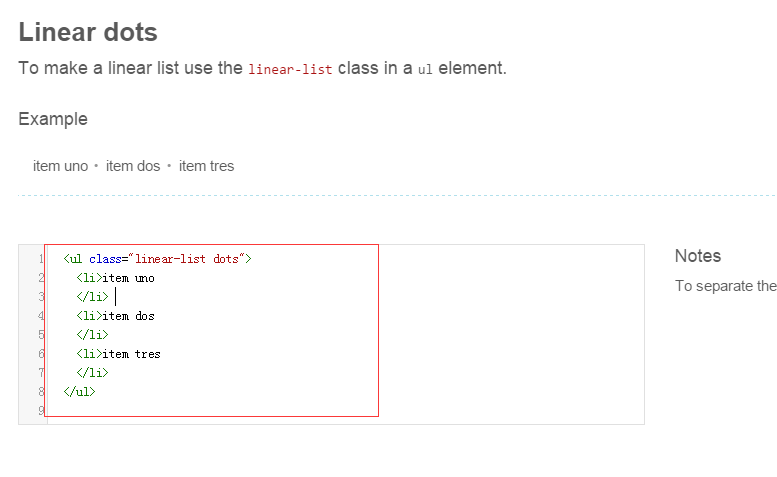 Linear dots
To make a linear list use the linear-list class in a ul element.
Example
item uno • item dos • item tres
1 <ul class="linear-list dots">
2 <li>item uno
3 </li>
4 <li>item dos
5 </li>
6 <li>item tres
7 </li>
8 </ul>
9
Notes
To separate the